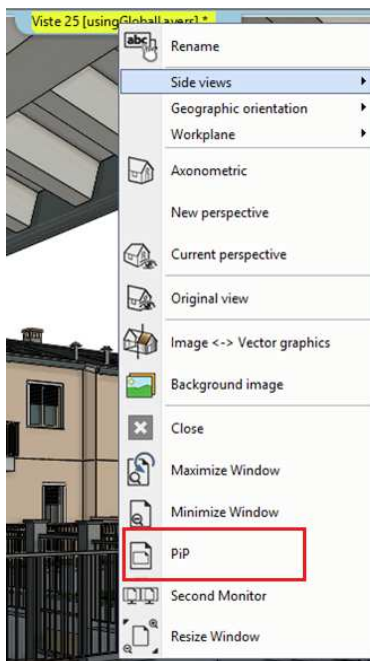 Viste 25 [usingGlobalLayers] *
abc
Rename
Side views
Geographic orientation
Workplane
Axonometric
New perspective
Current perspective
Original view
Image <-> Vector graphics
Background image
Close
Maximize Window
Minimize Window
PiP
Second Monitor
Resize Window